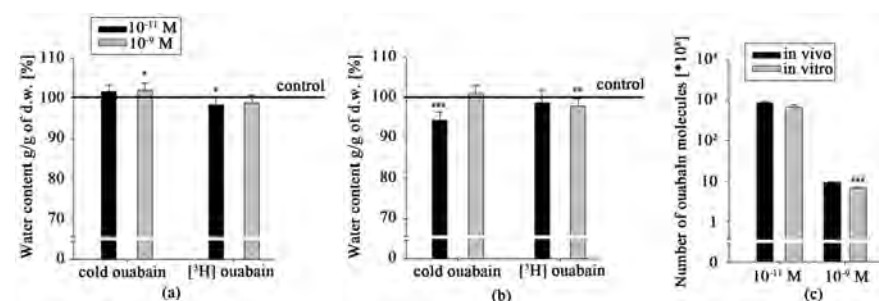 10⁻¹¹ M
10⁻⁹ M
Water content g/g of d.w. [%]
110
100
90
80
70
0
control
*
*
cold ouabain
[³H] ouabain
(a)
Water content g/g of d.w. [%]
110
100
90
80
70
0
control
***
**
cold ouabain
[³H] ouabain
(b)
in vivo
in vitro
Number of ouabain molecules
10⁴
10³
10²
10
1
0
***
10⁻¹¹ M
10⁻⁹ M
(c)